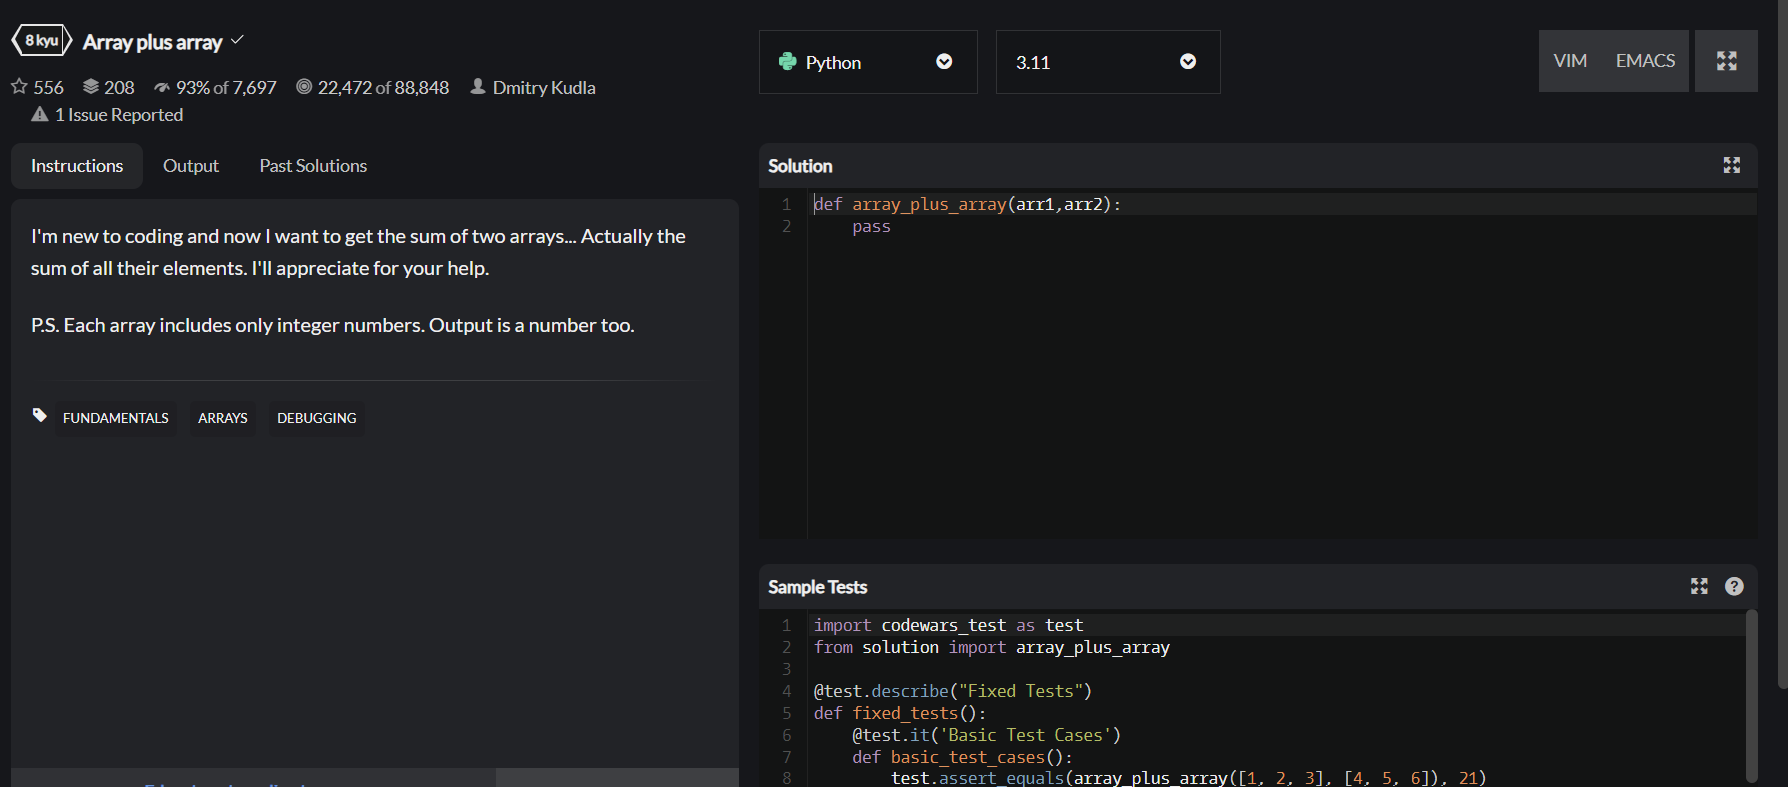 8 kyu Array plus array
556 208 93% of 7,697 22,472 of 88,848 Dmitry Kudla
1 Issue Reported
Instructions Output Past Solutions
I'm new to coding and now I want to get the sum of two arrays... Actually the
sum of all their elements. I'll appreciate for your help.
P.S. Each array includes only integer numbers. Output is a number too.
FUNDAMENTALS ARRAYS DEBUGGING
Python 3.11 VIM EMACS
Solution
1 def array_plus_array(arr1,arr2):
2 pass
Sample Tests
?
1 import codewars_test as test
2 from solution import array_plus_array
3
4 @test.describe("Fixed Tests")
5 def fixed_tests():
6 @test.it('Basic Test Cases')
7 def basic_test_cases():
8 test.assert_equals(array_plus_array([1, 2, 3], [4, 5, 6]), 21)